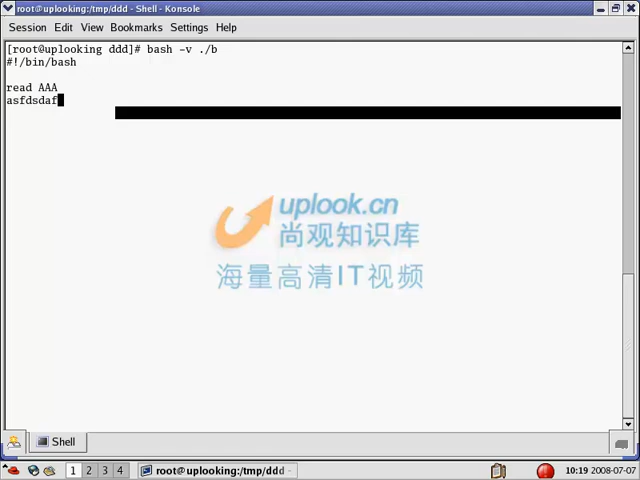 root@uplooking:/tmp/ddd - Shell - Konsole
Session Edit View Bookmarks Settings Help
[root@uplooking ddd]# bash -v ./b
#!/bin/bash
read AAA
asfdsdaf
uplook.cn
尚观知识库
海量高清IT视频
Shell
1 2 3 4 root@uplooking:/tmp/ddd - 10:19 2008-07-07